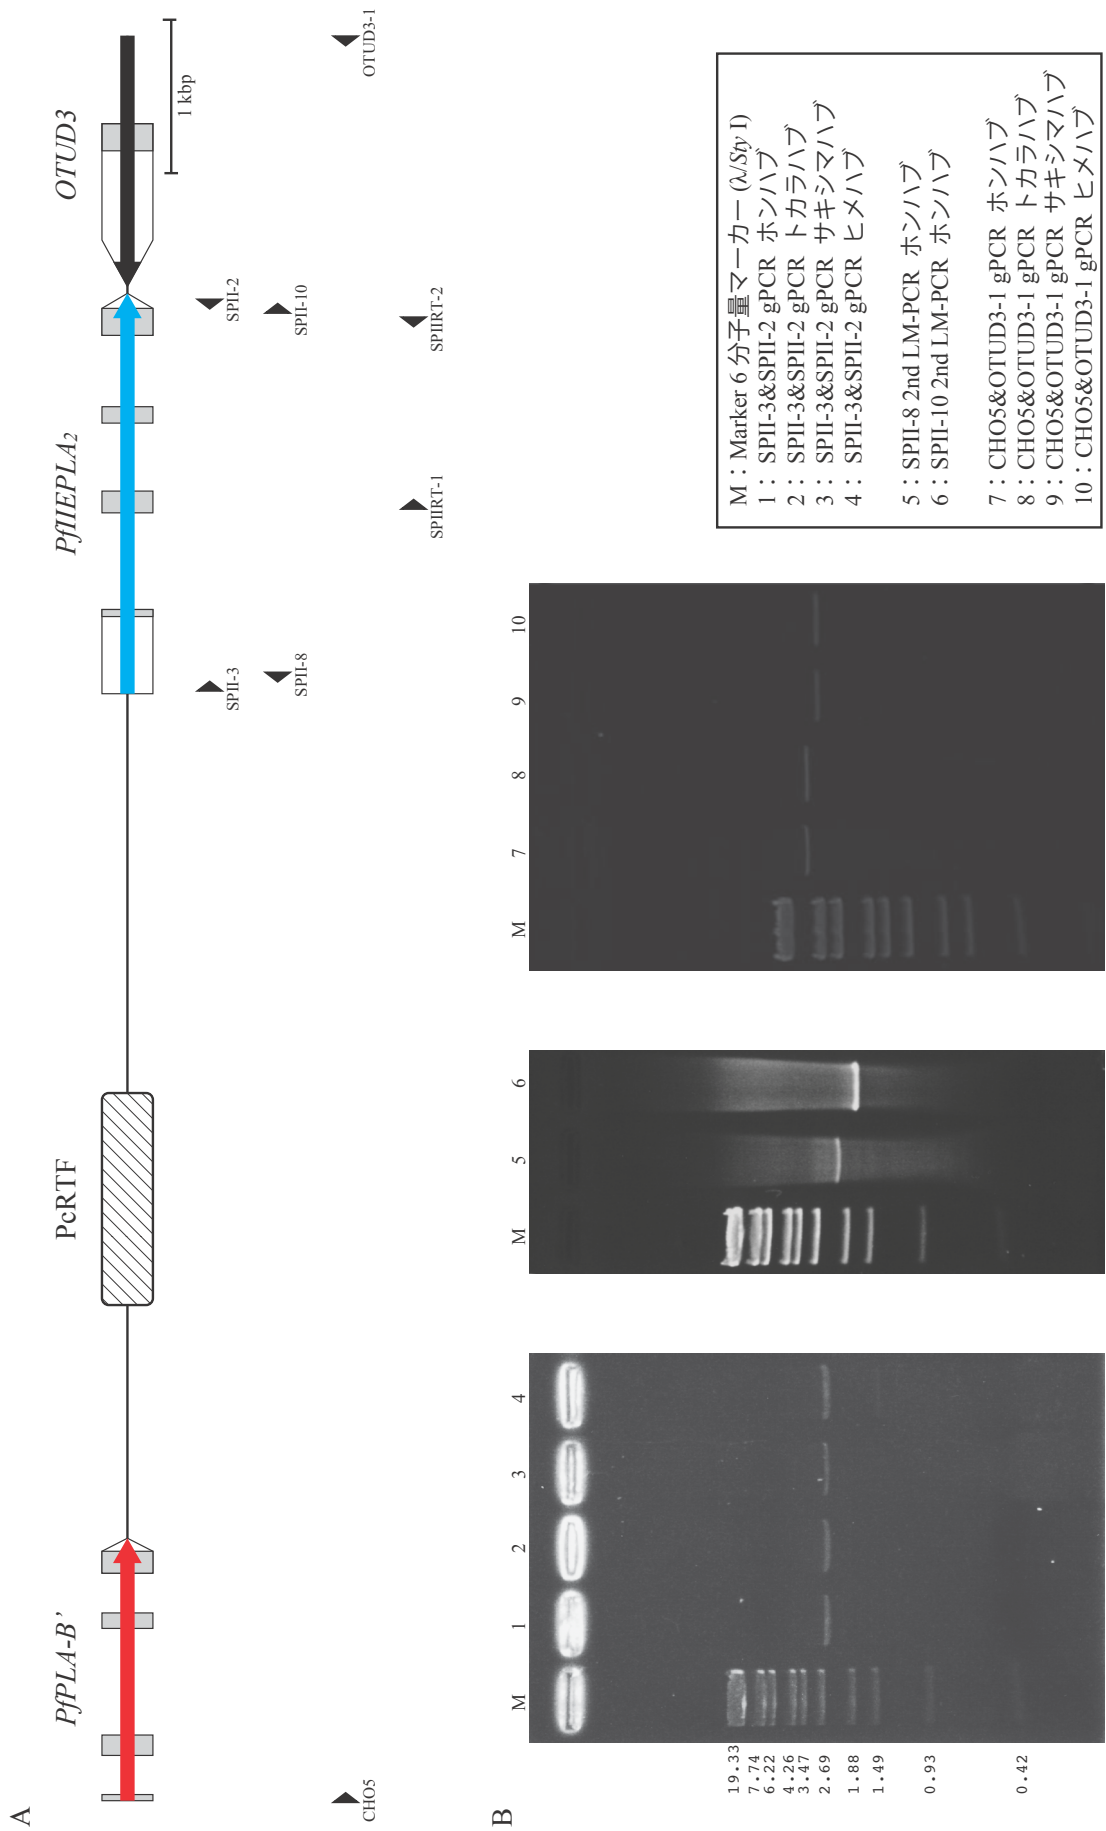 A
PfPLA-B’
PcRTF
PfIIEPLA2
OTUD3
1 kbp
SPII-3
SPII-2
SPII-8
SPII-10
CHO5
OTUD3-1
SPIIRT-1
SPIIRT-2
B
M 1 2 3 4
M 5 6
M 7 8 9 10
19.33
7.74
6.22
4.26
3.47
2.69
1.88
1.49
0.93
0.42
M：Marker 6 分子量マーカー (λ/Sty I)
1：SPII-3&SPII-2 gPCR ホンハブ
2：SPII-3&SPII-2 gPCR トカラハブ
3：SPII-3&SPII-2 gPCR サキシマハブ
4：SPII-3&SPII-2 gPCR ヒメハブ
5：SPII-8 2nd LM-PCR ホンハブ
6：SPII-10 2nd LM-PCR ホンハブ
7：CHO5&OTUD3-1 gPCR ホンハブ
8：CHO5&OTUD3-1 gPCR トカラハブ
9：CHO5&OTUD3-1 gPCR サキシマハブ
10：CHO5&OTUD3-1 gPCR ヒメハブ